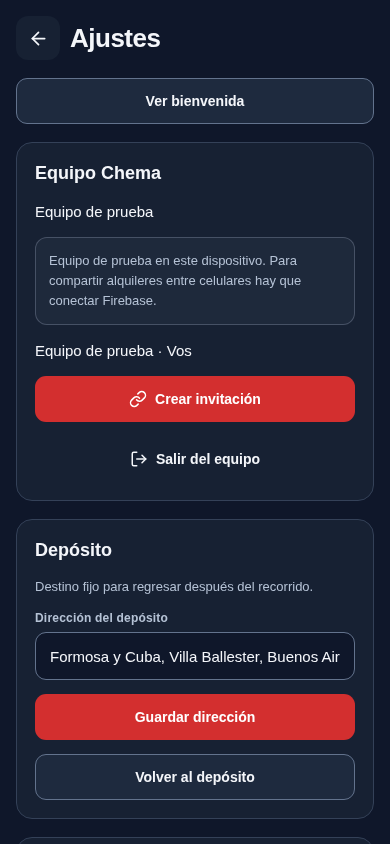 Ajustes
Ver bienvenida
Equipo Chema
Equipo de prueba
Equipo de prueba en este dispositivo. Para
compartir alquileres entre celulares hay que
conectar Firebase.
Equipo de prueba · Vos
Crear invitación
Salir del equipo
Depósito
Destino fijo para regresar después del recorrido.
Dirección del depósito
Formosa y Cuba, Villa Ballester, Buenos Air
Guardar dirección
Volver al depósito